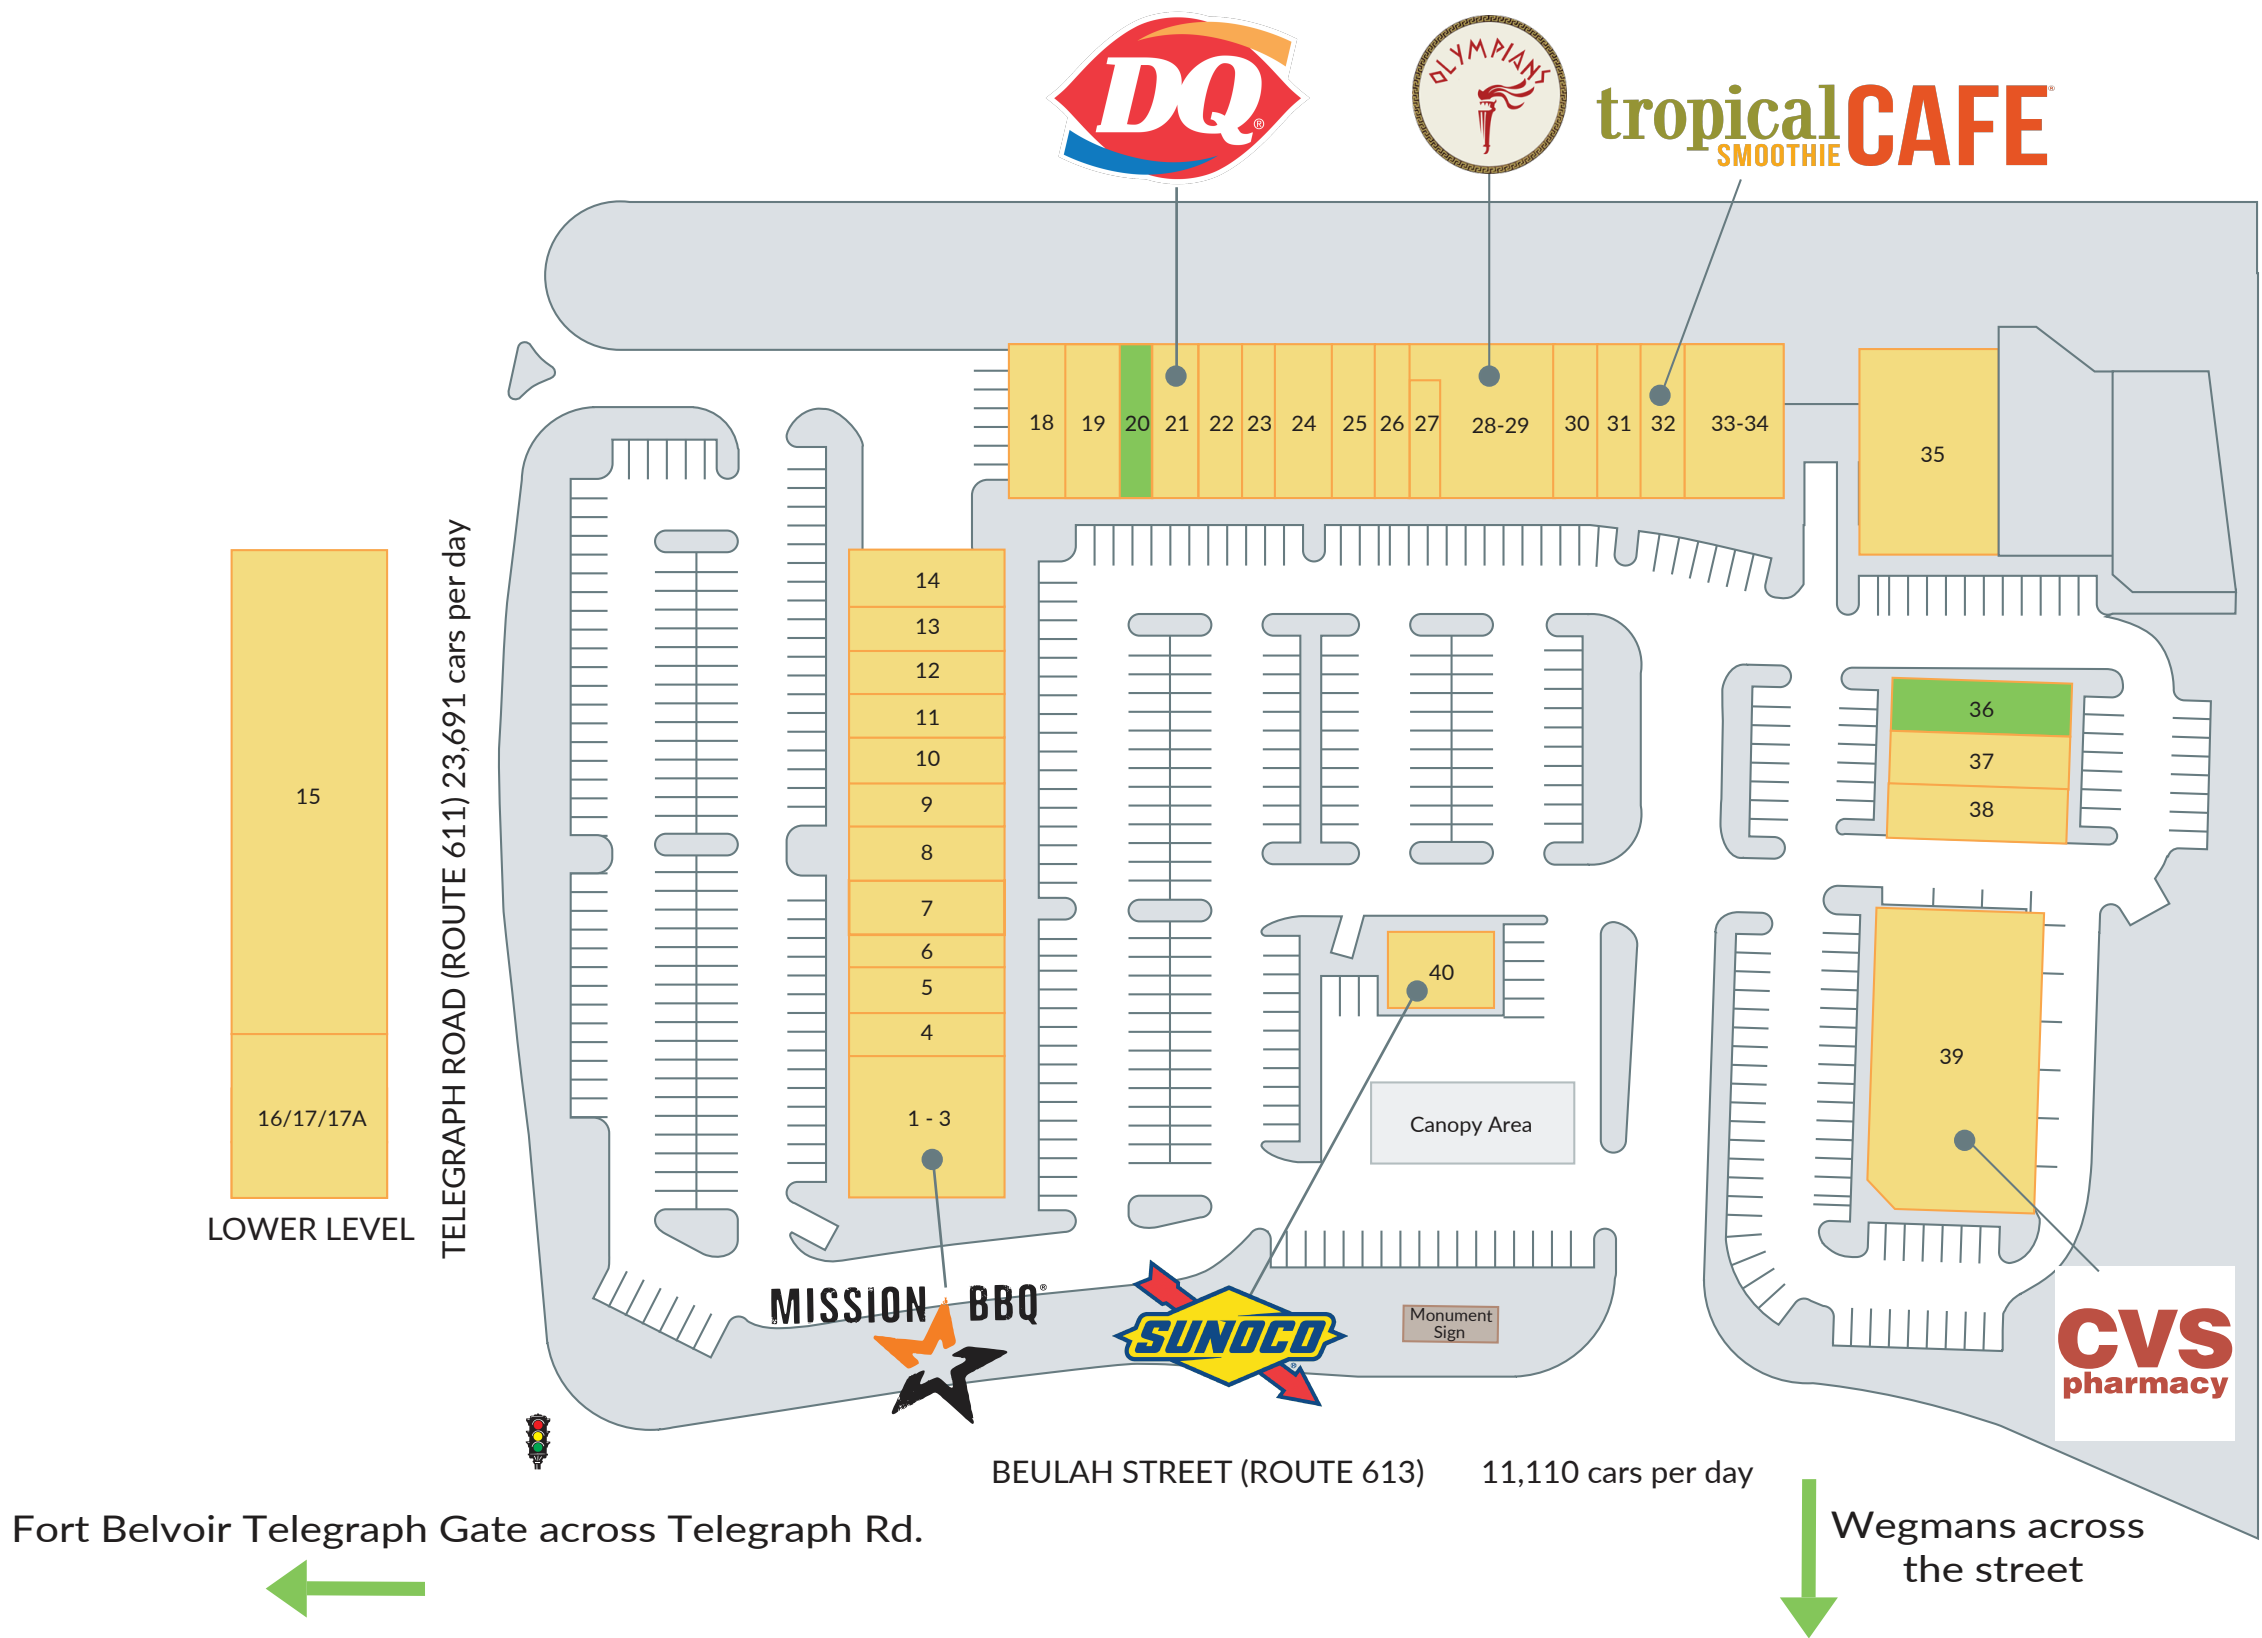 DQ®
OLYMPIANS
tropical
SMOOTHIE
CAFE®
18
19
20
21
22
23
24
25
26
27
28-29
30
31
32
33-34
35
14
13
12
11
10
9
8
7
6
5
4
1 - 3
15
16/17/17A
LOWER LEVEL
TELEGRAPH ROAD (ROUTE 611) 23,691 cars per day
36
37
38
39
40
Canopy Area
MISSION BBQ®
SUNOCO®
Monument
Sign
CVS
pharmacy
BEULAH STREET (ROUTE 613) 11,110 cars per day
Fort Belvoir Telegraph Gate across Telegraph Rd.
Wegmans across
the street